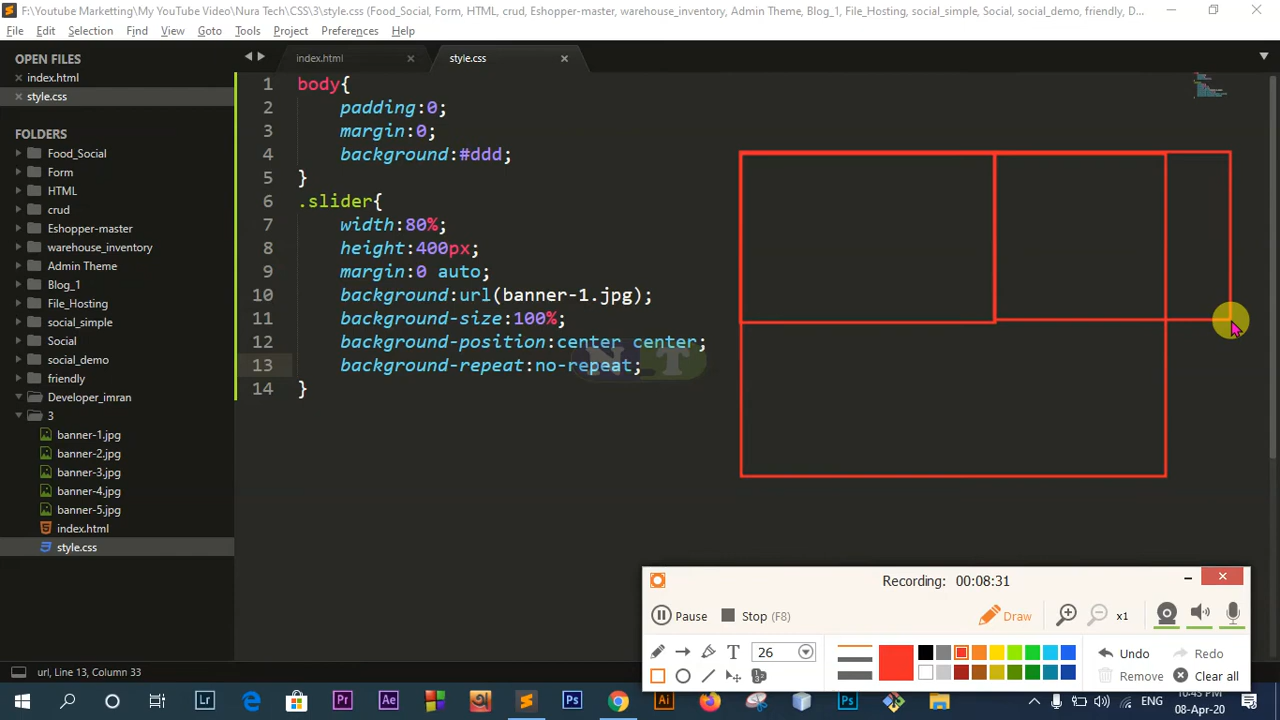 F:\Youtube Marketting\My YouTube Video\Nura Tech\CSS\3\style.css (Food_Social, Form, HTML, crud, Eshopper-master, warehouse_inventory, Admin Theme, Blog_1, File_Hosting, social_simple, Social, social_demo, friendly, D...
File Edit Selection Find View Goto Tools Project Preferences Help
OPEN FILES
index.html
style.css
FOLDERS
Food_Social
Form
HTML
crud
Eshopper-master
warehouse_inventory
Admin Theme
Blog_1
File_Hosting
social_simple
Social
social_demo
friendly
Developer_imran
3
banner-1.jpg
banner-2.jpg
banner-3.jpg
banner-4.jpg
banner-5.jpg
index.html
style.css
index.html style.css
1 body{
2 padding:0;
3 margin:0;
4 background:#ddd;
5 }
6 .slider{
7 width:80%;
8 height:400px;
9 margin:0 auto;
10 background:url(banner-1.jpg);
11 background-size:100%;
12 background-position:center center;
13 background-repeat:no-repeat;
14 }
N T
Recording: 00:08:31
Pause Stop (F8) Draw x1
T 26 Undo Redo
Remove Clear all
url, Line 13, Column 33
Lr Pr Ae Ps Ai Ps ENG
10:43 PM
08-Apr-20